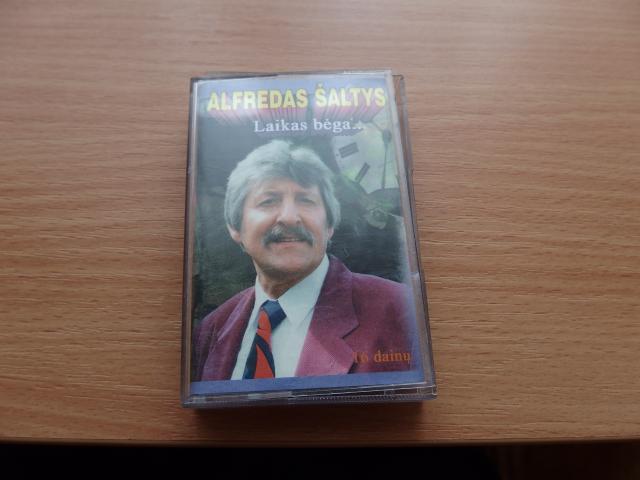 ALFREDAS ŠALTYS
Laikas bėga...
16 dainų